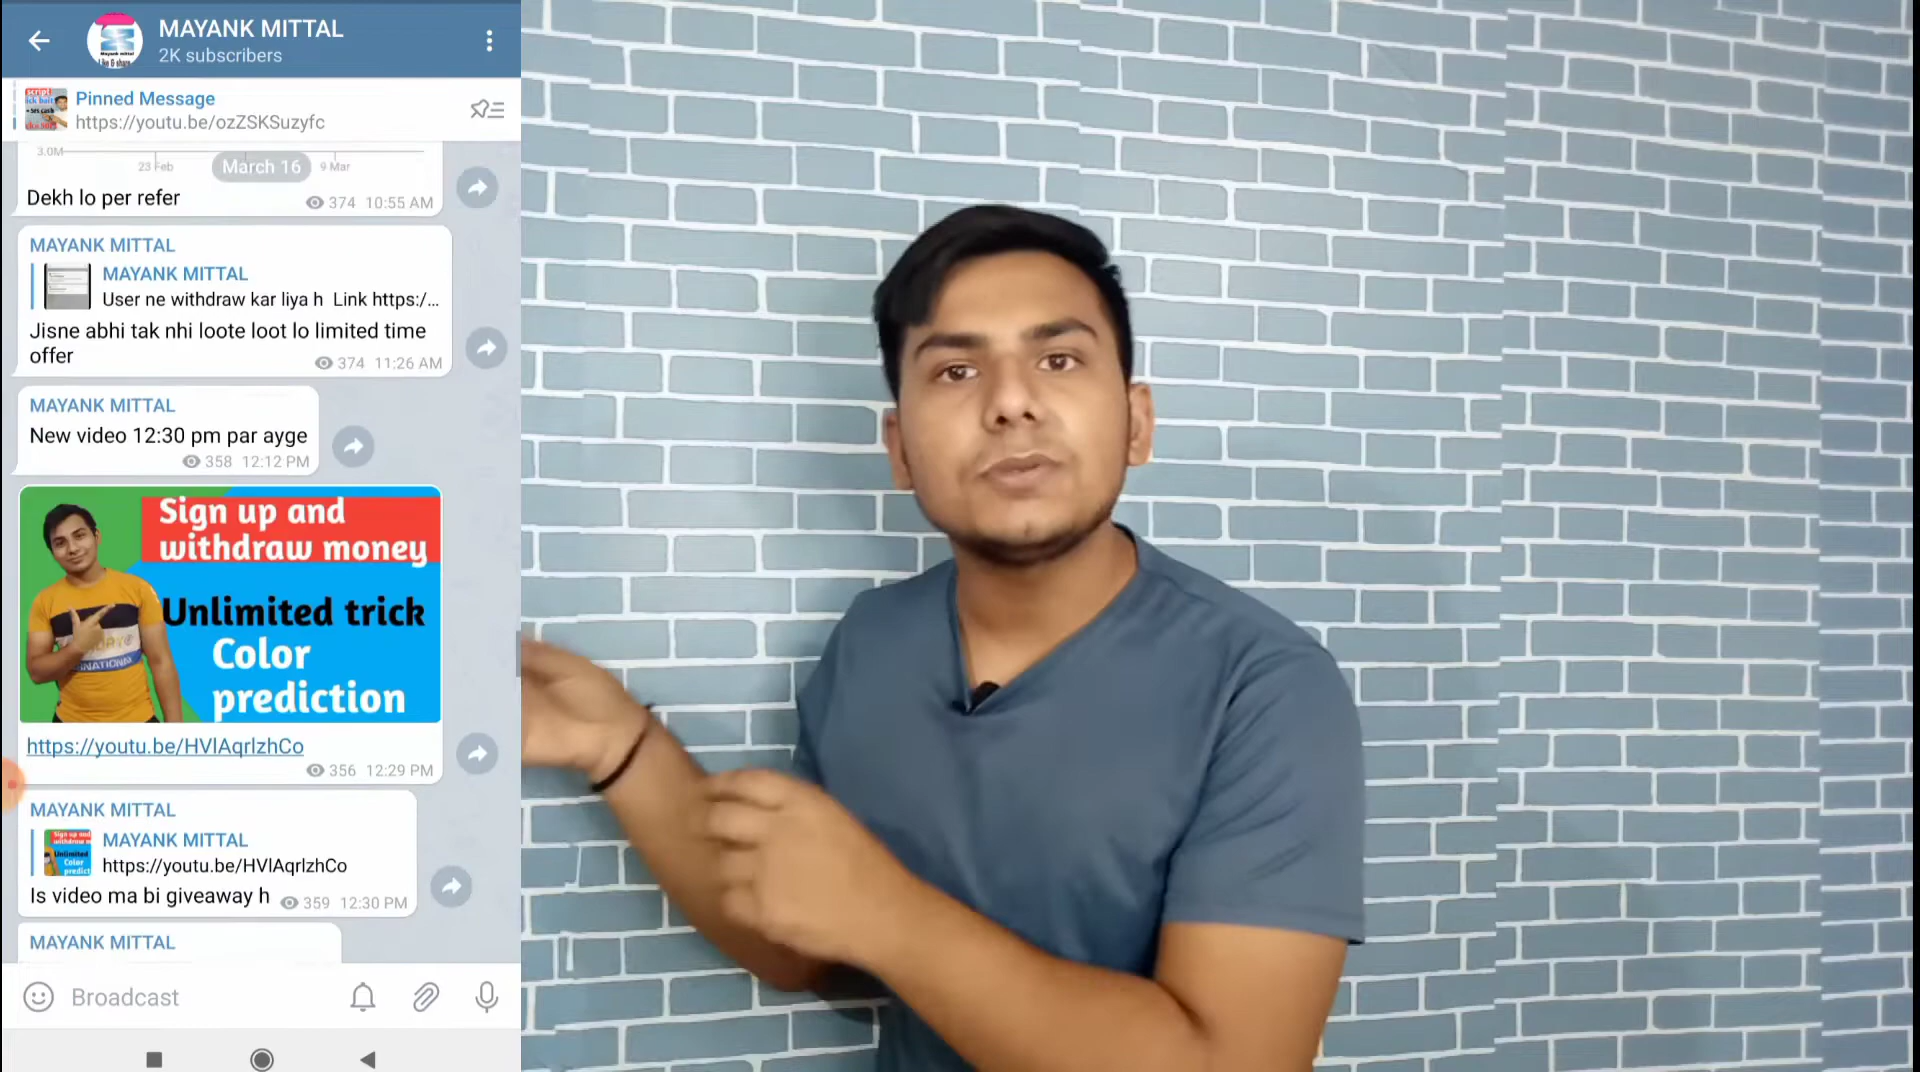 MAYANK MITTAL
2K subscribers
Pinned Message
https://youtu.be/ozZSKSuzyfc
3.0M
23 Feb
March 16
9 Mar
Dekh lo per refer
374 10:55 AM
MAYANK MITTAL
MAYANK MITTAL
User ne withdraw kar liya h Link https:/...
Jisne abhi tak nhi loote loot lo limited time
offer
374 11:26 AM
MAYANK MITTAL
New video 12:30 pm par ayge
358 12:12 PM
Sign up and
withdraw money
Unlimited trick
Color
prediction
https://youtu.be/HVlAqrlzhCo
356 12:29 PM
MAYANK MITTAL
MAYANK MITTAL
https://youtu.be/HVlAqrlzhCo
Is video ma bi giveaway h
359 12:30 PM
MAYANK MITTAL
Broadcast